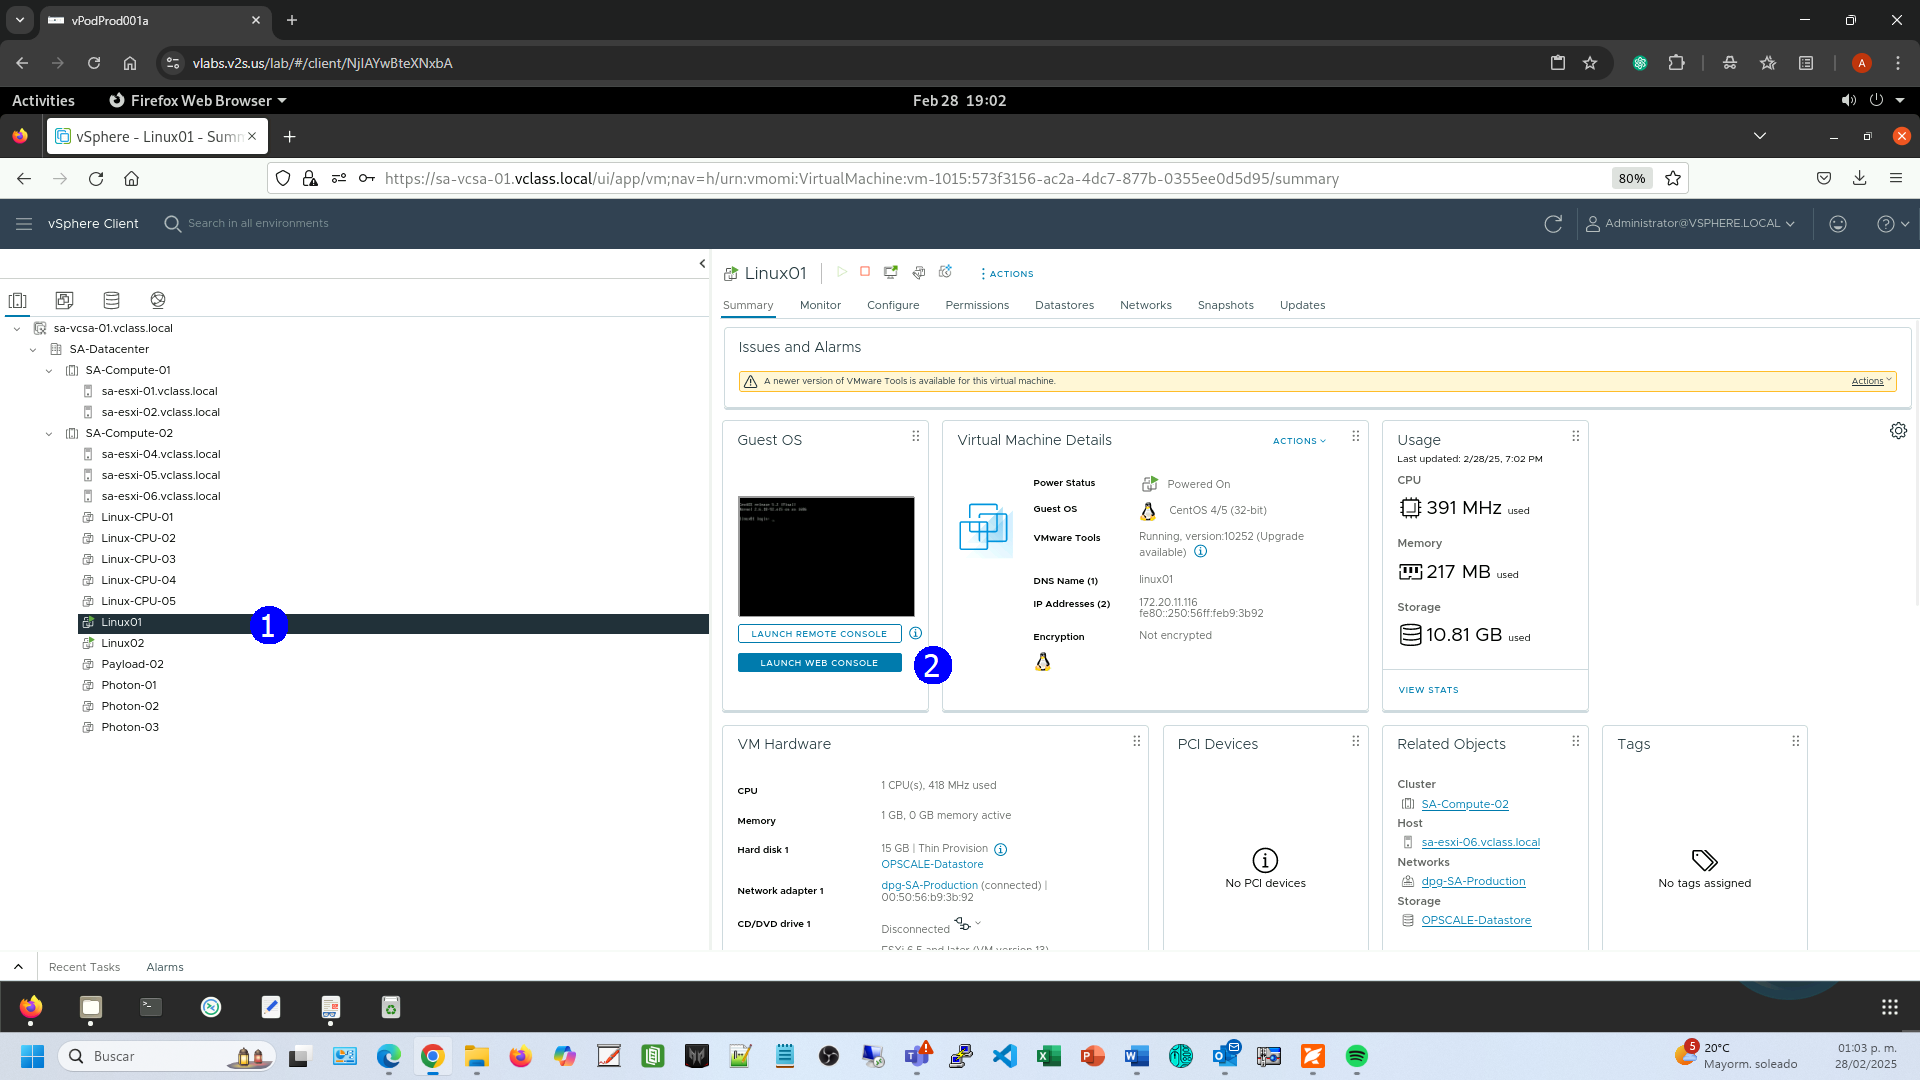 vPodProd001a
vlabs.v2s.us/lab/#/client/NjlAYwBteXNxbA
A
Activities
Firefox Web Browser
Feb 28 19:02
vSphere - Linux01 - Sum
https://sa-vcsa-01.vclass.local/ui/app/vm;nav=h/urn:vmomi:VirtualMachine:vm-1015:573f3156-ac2a-4dc7-877b-0355ee0d5d95/summary
80%
vSphere Client
Search in all environments
Administrator@VSPHERE.LOCAL
Linux01
ACTIONS
Summary
Monitor
Configure
Permissions
Datastores
Networks
Snapshots
Updates
sa-vcsa-01.vclass.local
SA-Datacenter
SA-Compute-01
sa-esxi-01.vclass.local
sa-esxi-02.vclass.local
SA-Compute-02
sa-esxi-04.vclass.local
sa-esxi-05.vclass.local
sa-esxi-06.vclass.local
Linux-CPU-01
Linux-CPU-02
Linux-CPU-03
Linux-CPU-04
Linux-CPU-05
Linux01
1
Linux02
Payload-02
Photon-01
Photon-02
Photon-03
Issues and Alarms
A newer version of VMware Tools is available for this virtual machine.
Actions
Guest OS
LAUNCH REMOTE CONSOLE
LAUNCH WEB CONSOLE
2
Virtual Machine Details
ACTIONS
Power Status
Powered On
Guest OS
CentOS 4/5 (32-bit)
VMware Tools
Running, version:10252 (Upgrade
available)
DNS Name (1)
linux01
IP Addresses (2)
172.20.11.116
fe80::250:56ff:feb9:3b92
Encryption
Not encrypted
Usage
Last updated: 2/28/25, 7:02 PM
CPU
391 MHz used
Memory
217 MB used
Storage
10.81 GB used
VIEW STATS
VM Hardware
CPU
1 CPU(s), 418 MHz used
Memory
1 GB, 0 GB memory active
Hard disk 1
15 GB | Thin Provision
OPSCALE-Datastore
Network adapter 1
dpg-SA-Production (connected) |
00:50:56:b9:3b:92
CD/DVD drive 1
Disconnected
ESXi 6.5 and later (VM version 13)
PCI Devices
No PCI devices
Related Objects
Cluster
SA-Compute-02
Host
sa-esxi-06.vclass.local
Networks
dpg-SA-Production
Storage
OPSCALE-Datastore
Tags
No tags assigned
Recent Tasks
Alarms
Buscar
5
20°C
Mayorm. soleado
01:03 p. m.
28/02/2025